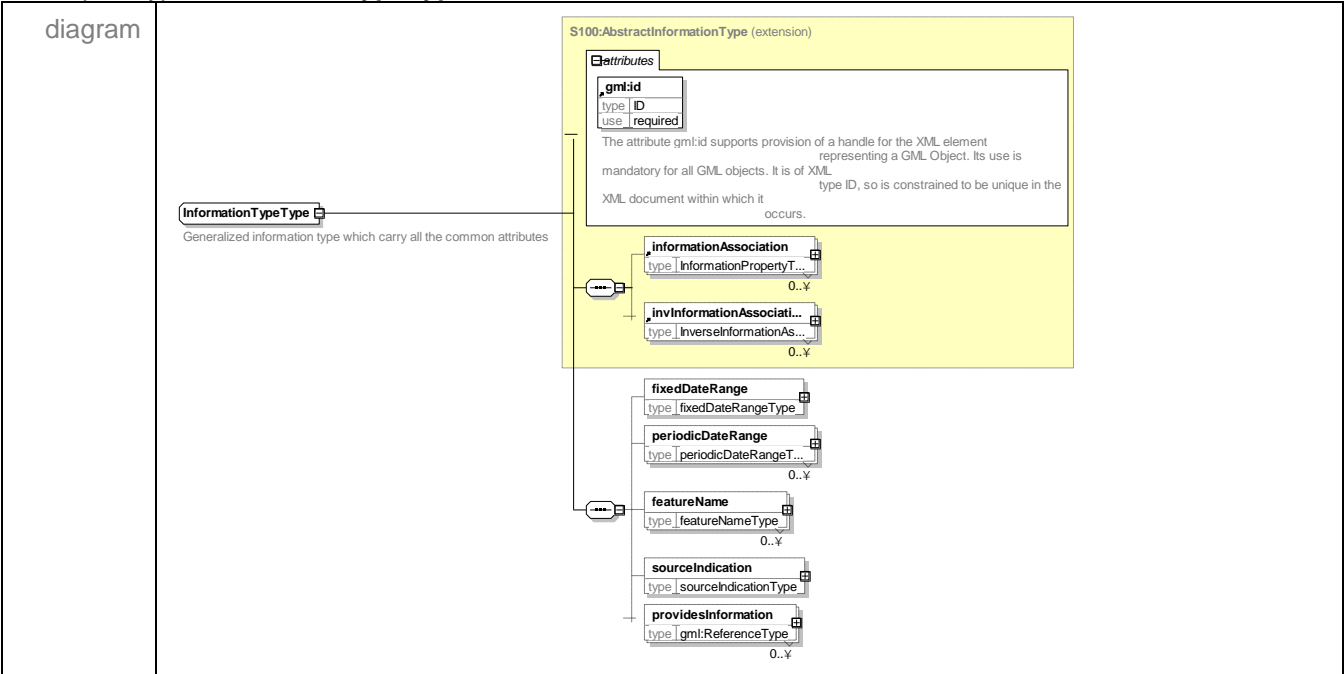 diagram
S100:AbstractInformationType (extension)
attributes
gml:id
type ID
use required
The attribute gml:id supports provision of a handle for the XML element
representing a GML Object. Its use is
mandatory for all GML objects. It is of XML
type ID, so is constrained to be unique in the
XML document within which it
occurs.
InformationTypeType
Generalized information type which carry all the common attributes
informationAssociation
type InformationPropertyT...
0..¥
invInformationAssociati...
type InverseInformationAs...
0..¥
fixedDateRange
type fixedDateRangeType
periodicDateRange
type periodicDateRangeT...
0..¥
featureName
type featureNameType
0..¥
sourceIndication
type sourceIndicationType
providesInformation
type gml:ReferenceType
0..¥